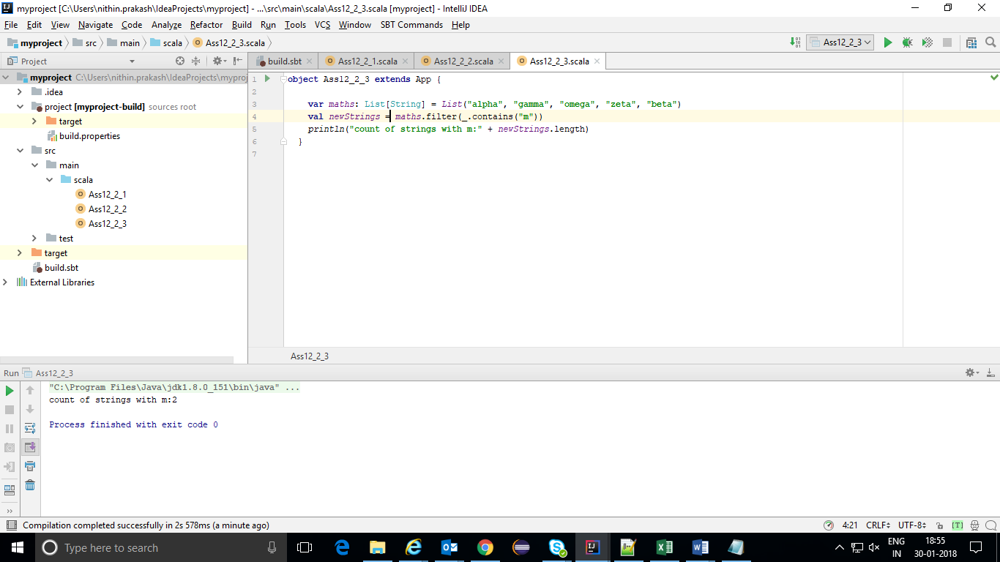 myproject [C:\Users\nithin.prakash\IdeaProjects\myproject] - ...\src\main\scala\Ass12_2_3.scala [myproject] - IntelliJ IDEA
File Edit View Navigate Code Analyze Refactor Build Run Tools VCS Window SBT Commands Help
myproject src main scala Ass12_2_3.scala Ass12_2_3
Project build.sbt Ass12_2_1.scala Ass12_2_2.scala Ass12_2_3.scala
myproject C:\Users\nithin.prakash\IdeaProjects\myproj
.idea
project [myproject-build] sources root
target
build.properties
src
main
scala
Ass12_2_1
Ass12_2_2
Ass12_2_3
test
target
build.sbt
External Libraries
1 object Ass12_2_3 extends App {
2
3 var maths: List[String] = List("alpha", "gamma", "omega", "zeta", "beta")
4 val newStrings = maths.filter(_.contains("m"))
5 println("count of strings with m:" + newStrings.length)
6 }
7
Ass12_2_3
Run Ass12_2_3
"C:\Program Files\Java\jdk1.8.0_151\bin\java" ...
count of strings with m:2
Process finished with exit code 0
Compilation completed successfully in 2s 578ms (a minute ago) 4:21 CRLF UTF-8 [T]
Type here to search
ENG
IN
18:55
30-01-2018